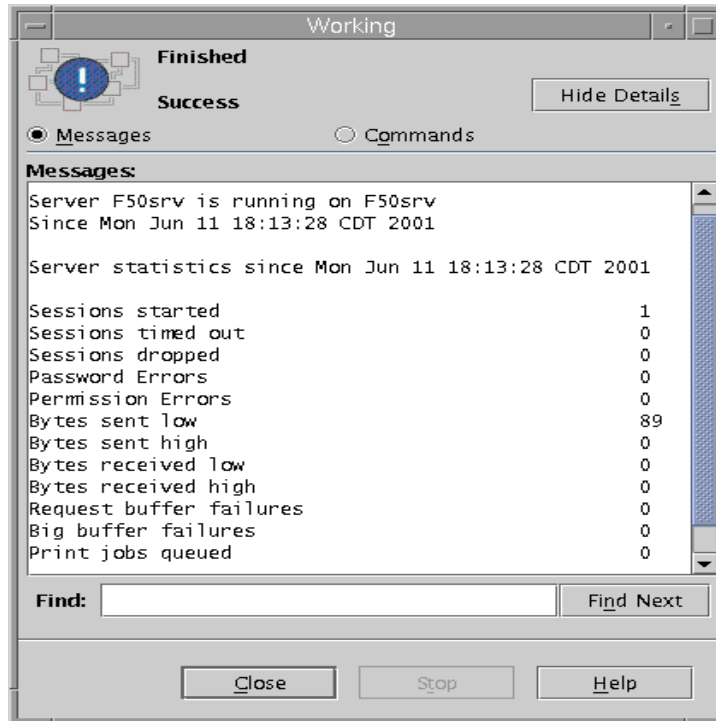 Working
Finished
Success
Hide Details
Messages
Commands
Messages:
Server F50srv is running on F50srv
Since Mon Jun 11 18:13:28 CDT 2001
Server statistics since Mon Jun 11 18:13:28 CDT 2001
Sessions started 1
Sessions timed out 0
Sessions dropped 0
Password Errors 0
Permission Errors 0
Bytes sent low 89
Bytes sent high 0
Bytes received low 0
Bytes received high 0
Request buffer failures 0
Big buffer failures 0
Print jobs queued 0
Find:
Find Next
Close
Stop
Help